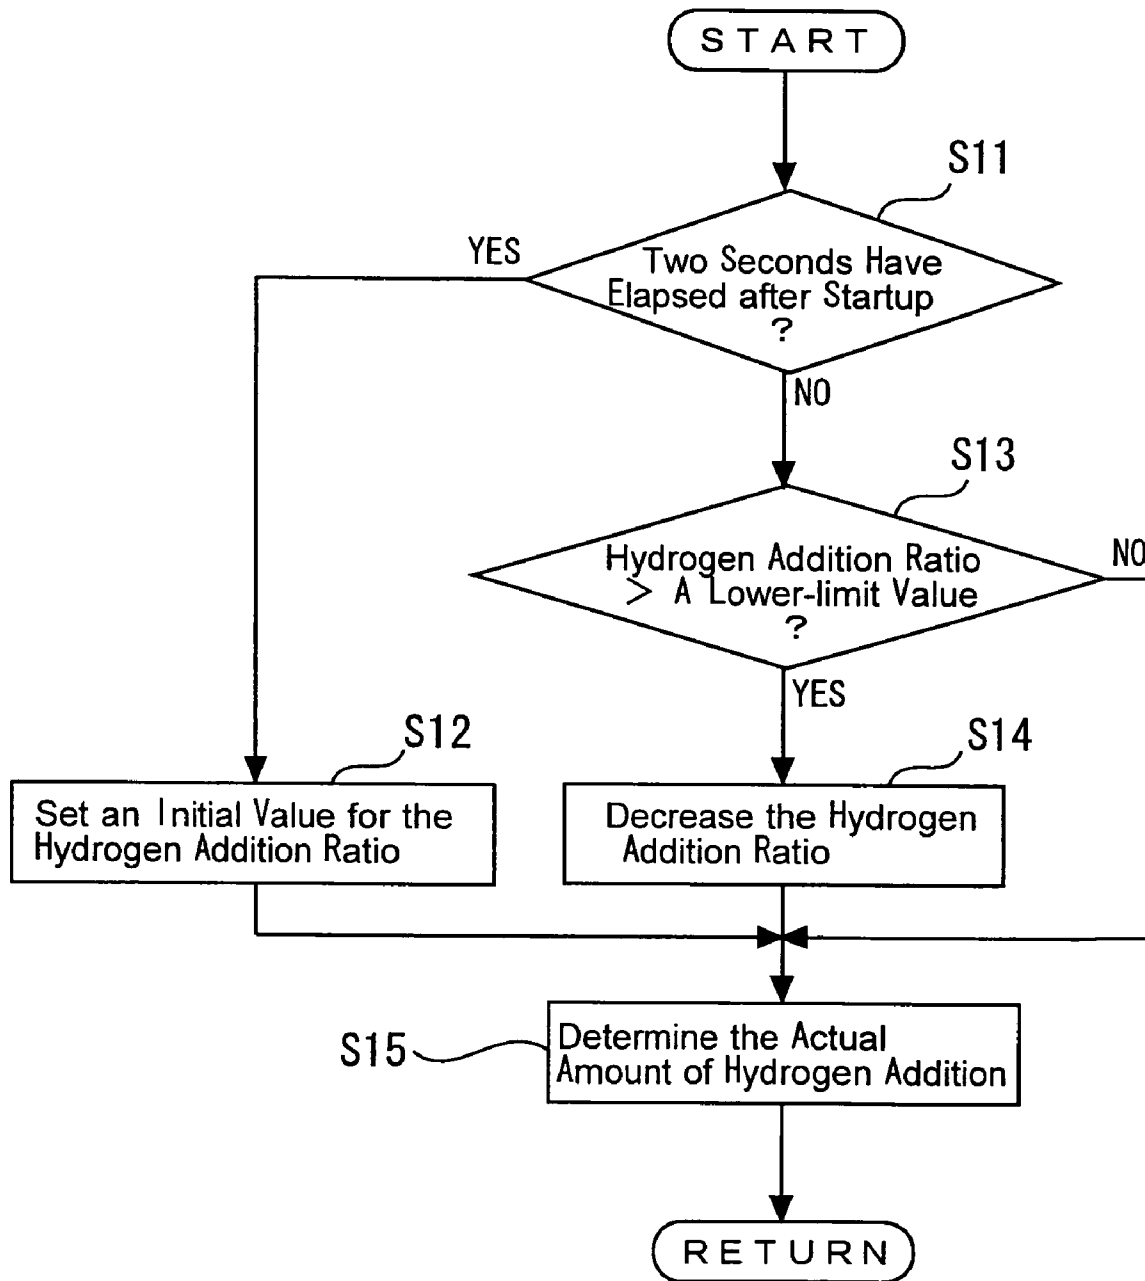 START
S11
YES
Two Seconds Have
Elapsed after Startup
?
NO
S13
Hydrogen Addition Ratio
> A Lower-limit Value
?
NO
YES
S12
Set an Initial Value for the
Hydrogen Addition Ratio
S14
Decrease the Hydrogen
Addition Ratio
S15
Determine the Actual
Amount of Hydrogen Addition
RETURN